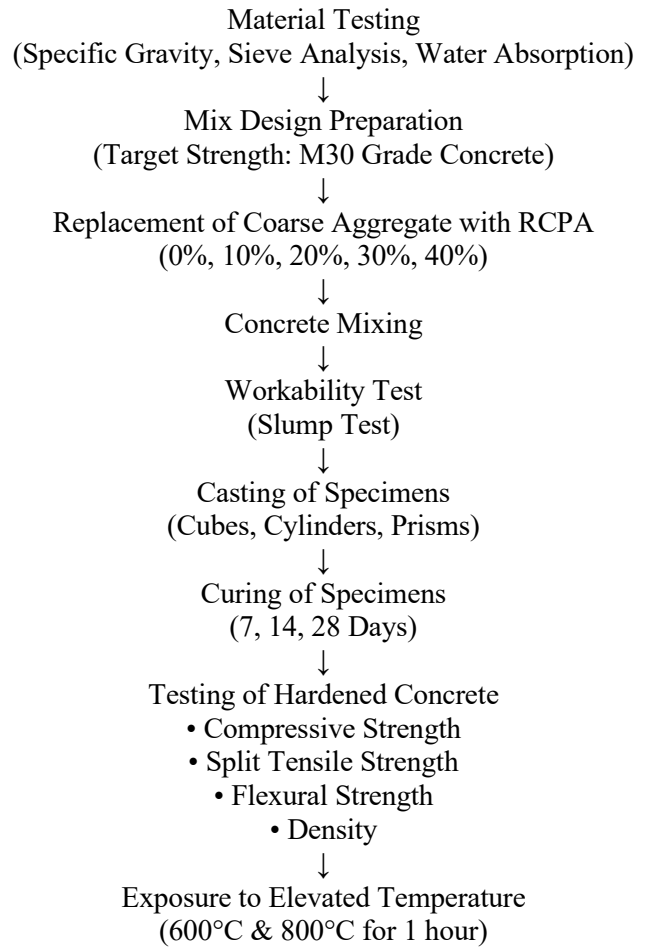 Material Testing
(Specific Gravity, Sieve Analysis, Water Absorption)
↓
Mix Design Preparation
(Target Strength: M30 Grade Concrete)
↓
Replacement of Coarse Aggregate with RCPA
(0%, 10%, 20%, 30%, 40%)
↓
Concrete Mixing
↓
Workability Test
(Slump Test)
↓
Casting of Specimens
(Cubes, Cylinders, Prisms)
↓
Curing of Specimens
(7, 14, 28 Days)
↓
Testing of Hardened Concrete
• Compressive Strength
• Split Tensile Strength
• Flexural Strength
• Density
↓
Exposure to Elevated Temperature
(600°C & 800°C for 1 hour)